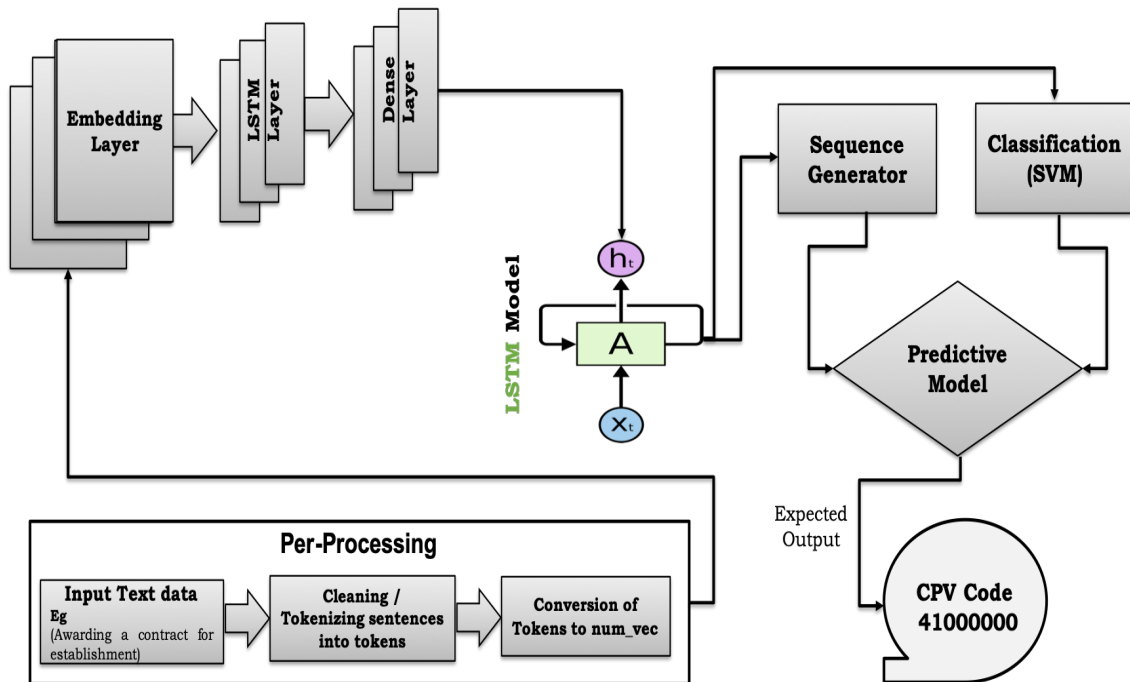 Embedding
Layer
LSTM
Layer
Dense
Layer
Sequence
Generator
Classification
(SVM)
hₜ
LSTM Model
A
xₜ
Predictive
Model
Expected
Output
CPV Code
41000000
Per-Processing
Input Text data
Eg
(Awarding a contract for
establishment)
Cleaning /
Tokenizing sentences
into tokens
Conversion of
Tokens to num_vec